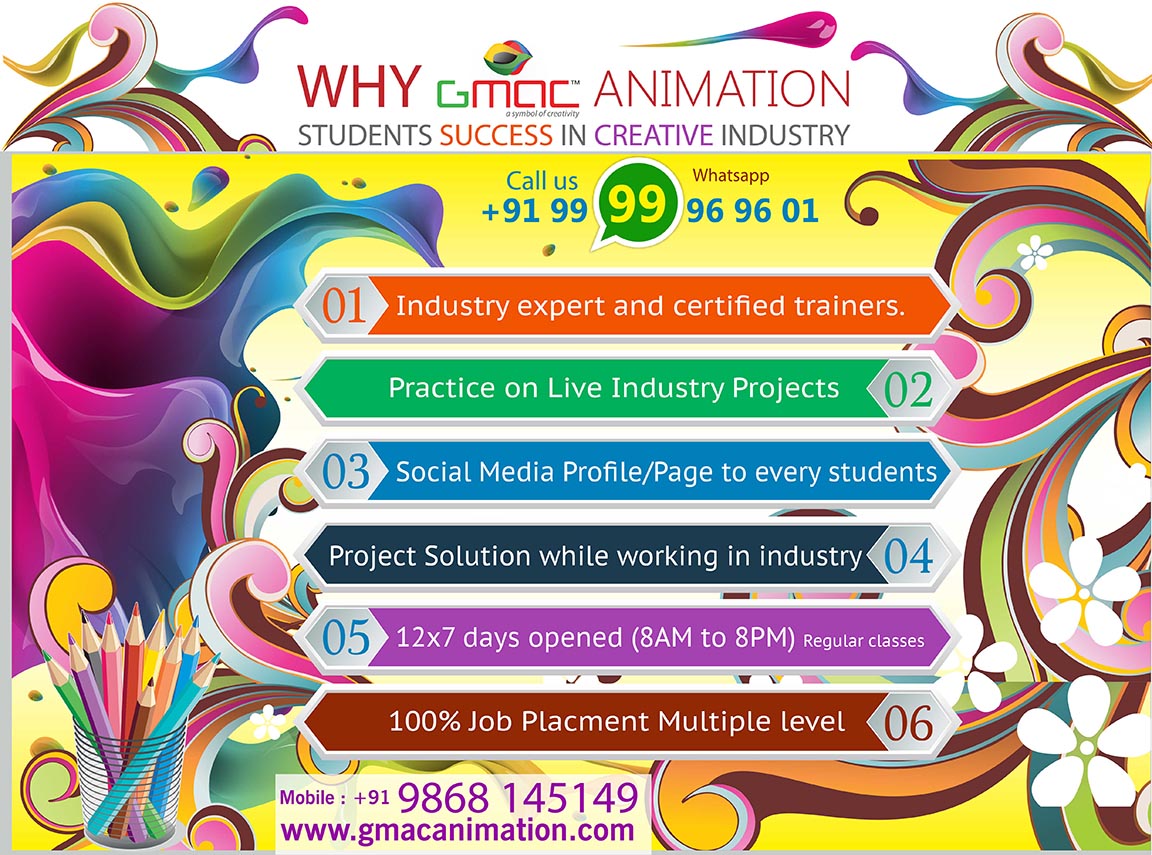 WHY GMAC™ ANIMATION
a symbol of creativity
STUDENTS SUCCESS IN CREATIVE INDUSTRY
Call us Whatsapp
+91 99 99 96 96 01
01 Industry expert and certified trainers.
Practice on Live Industry Projects 02
03 Social Media Profile/Page to every students
Project Solution while working in industry 04
05 12x7 days opened (8AM to 8PM) Regular classes
100% Job Placment Multiple level 06
Mobile : +91 9868 145149
www.gmacanimation.com